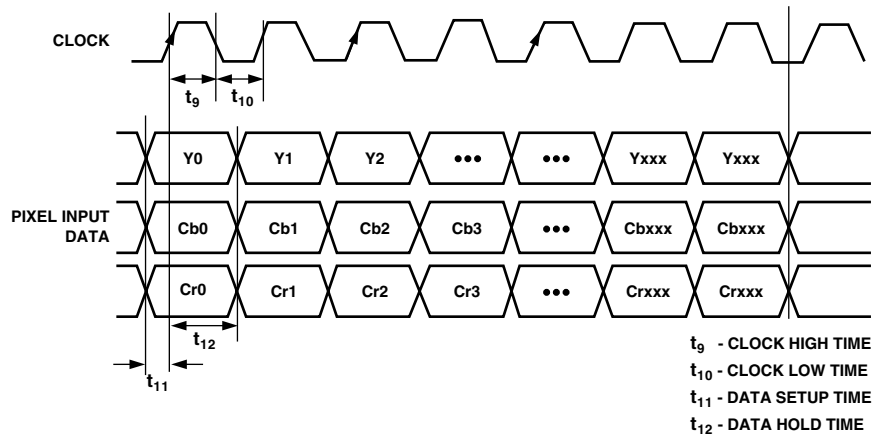 CLOCK
t9
t10
Y0 Y1 Y2 ••• ••• Yxxx Yxxx
PIXEL INPUT
DATA
Cb0 Cb1 Cb2 Cb3 ••• Cbxxx Cbxxx
Cr0 Cr1 Cr2 Cr3 ••• Crxxx Crxxx
t12
t11
t9 - CLOCK HIGH TIME
t10 - CLOCK LOW TIME
t11 - DATA SETUP TIME
t12 - DATA HOLD TIME